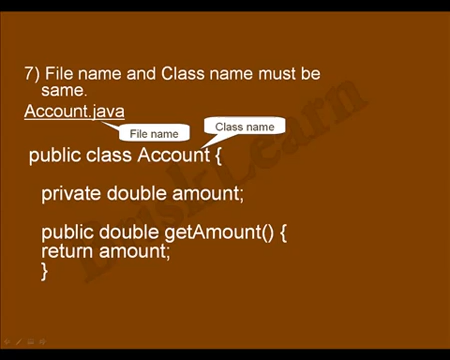 7) File name and Class name must be
same.
Account.java
File name
Class name
public class Account {
private double amount;
public double getAmount() {
return amount;
}
BriskLearn